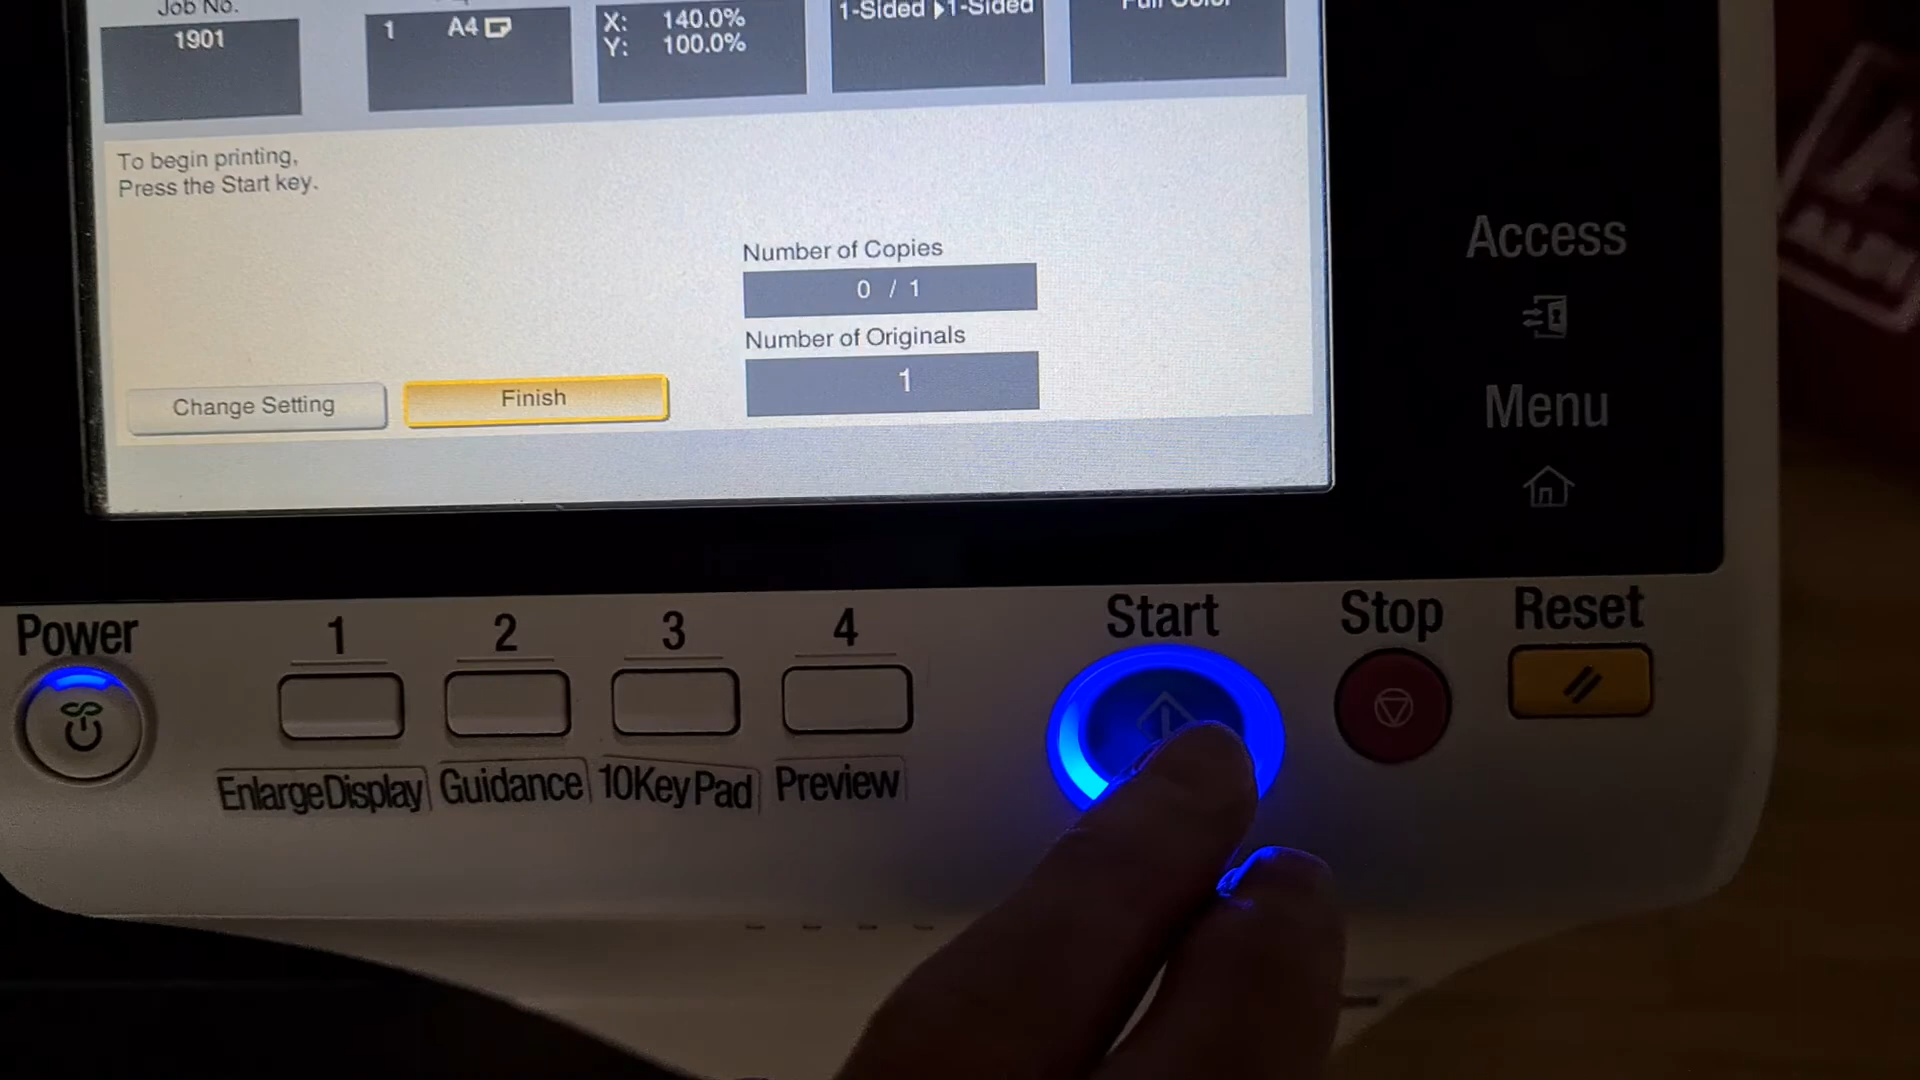 Job No.
1901
1 A4
X: 140.0%
Y: 100.0%
1-Sided ▶1-Sided
Full Color
To begin printing,
Press the Start key.
Number of Copies
0 / 1
Number of Originals
1
Change Setting
Finish
Access
Menu
Power
1
2
3
4
Start
Stop
Reset
EnlargeDisplay
Guidance
10KeyPad
Preview